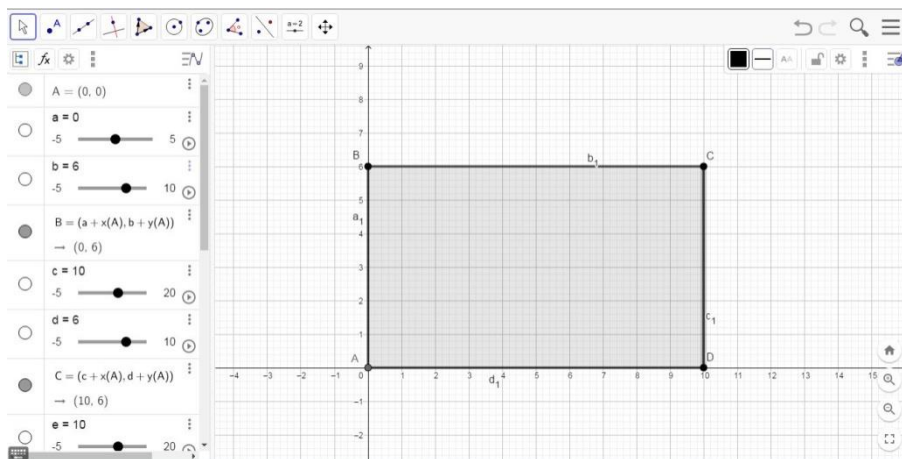 A
a=2
fx
AA
A = (0, 0)
a = 0
-5 5
b = 6
-5 10
B = (a + x(A), b + y(A))
→ (0, 6)
c = 10
-5 20
d = 6
-5 10
C = (c + x(A), d + y(A))
→ (10, 6)
e = 10
-5 20
9
8
7
B b₁ C
6
5
a₁
4
3
2
c₁
1
A D
-4 -3 -2 -1 0 1 2 3 4 5 6 7 8 9 10 11 12 13 14 15
d₁
-1
-2